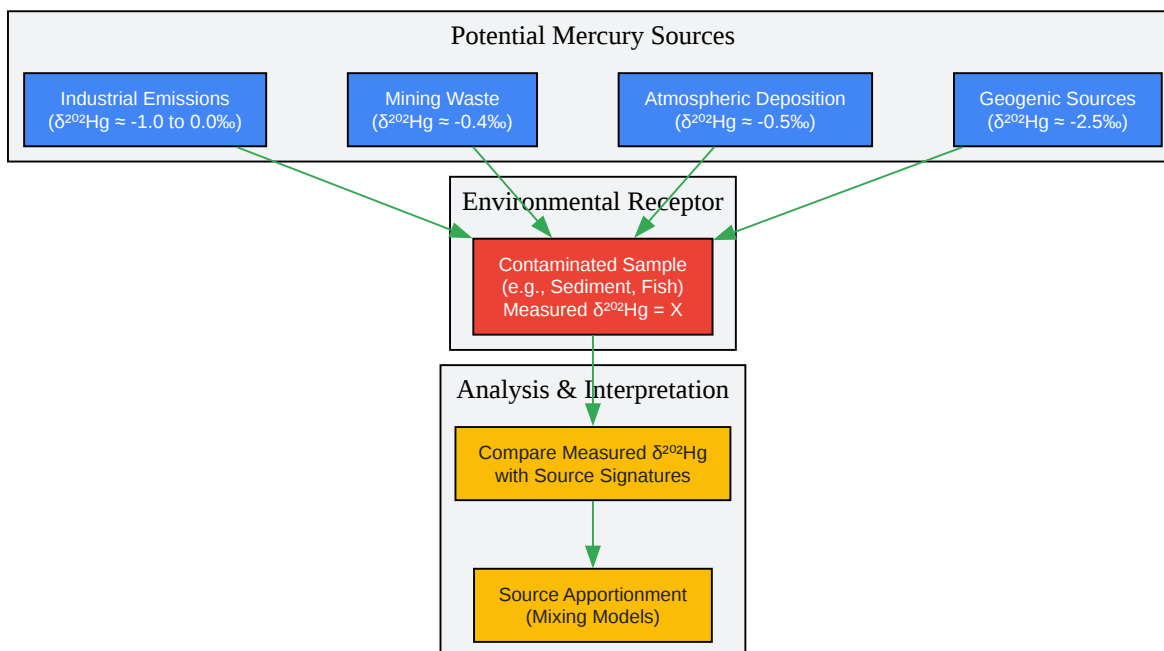 Potential Mercury Sources
Industrial Emissions
(δ²⁰²Hg ≈ -1.0 to 0.0‰)
Mining Waste
(δ²⁰²Hg ≈ -0.4‰)
Atmospheric Deposition
(δ²⁰²Hg ≈ -0.5‰)
Geogenic Sources
(δ²⁰²Hg ≈ -2.5‰)
Environmental Receptor
Contaminated Sample
(e.g., Sediment, Fish)
Measured δ²⁰²Hg = X
Analysis & Interpretation
Compare Measured δ²⁰²Hg
with Source Signatures
Source Apportionment
(Mixing Models)